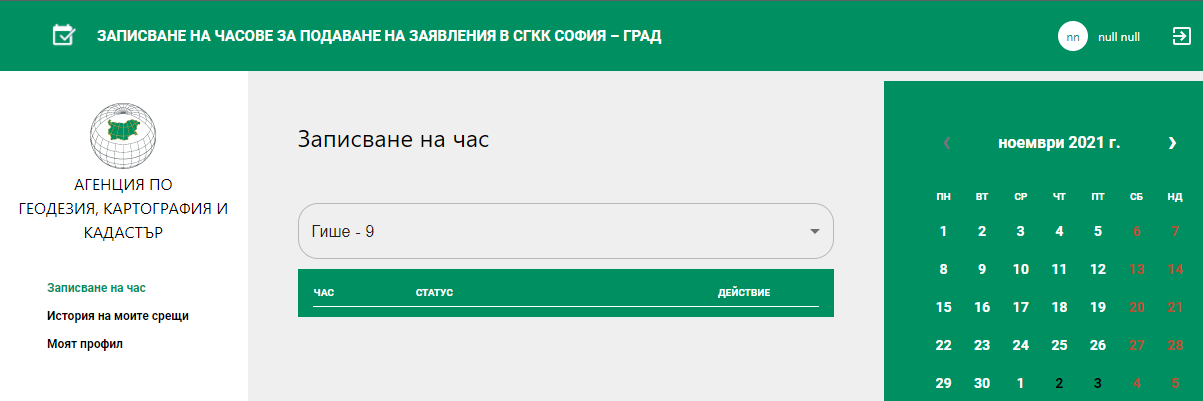 ЗАПИСВАНЕ НА ЧАСОВЕ ЗА ПОДАВАНЕ НА ЗАЯВЛЕНИЯ В СГКК СОФИЯ – ГРАД
nn null null
АГЕНЦИЯ ПО
ГЕОДЕЗИЯ, КАРТОГРАФИЯ И
КАДАСТЪР
Записване на час
История на моите срещи
Моят профил
Записване на час
Гише - 9
ЧАС СТАТУС ДЕЙСТВИЕ
‹ ноември 2021 г. ›
ПН ВТ СР ЧТ ПТ СБ НД
1 2 3 4 5 6 7
8 9 10 11 12 13 14
15 16 17 18 19 20 21
22 23 24 25 26 27 28
29 30 1 2 3 4 5